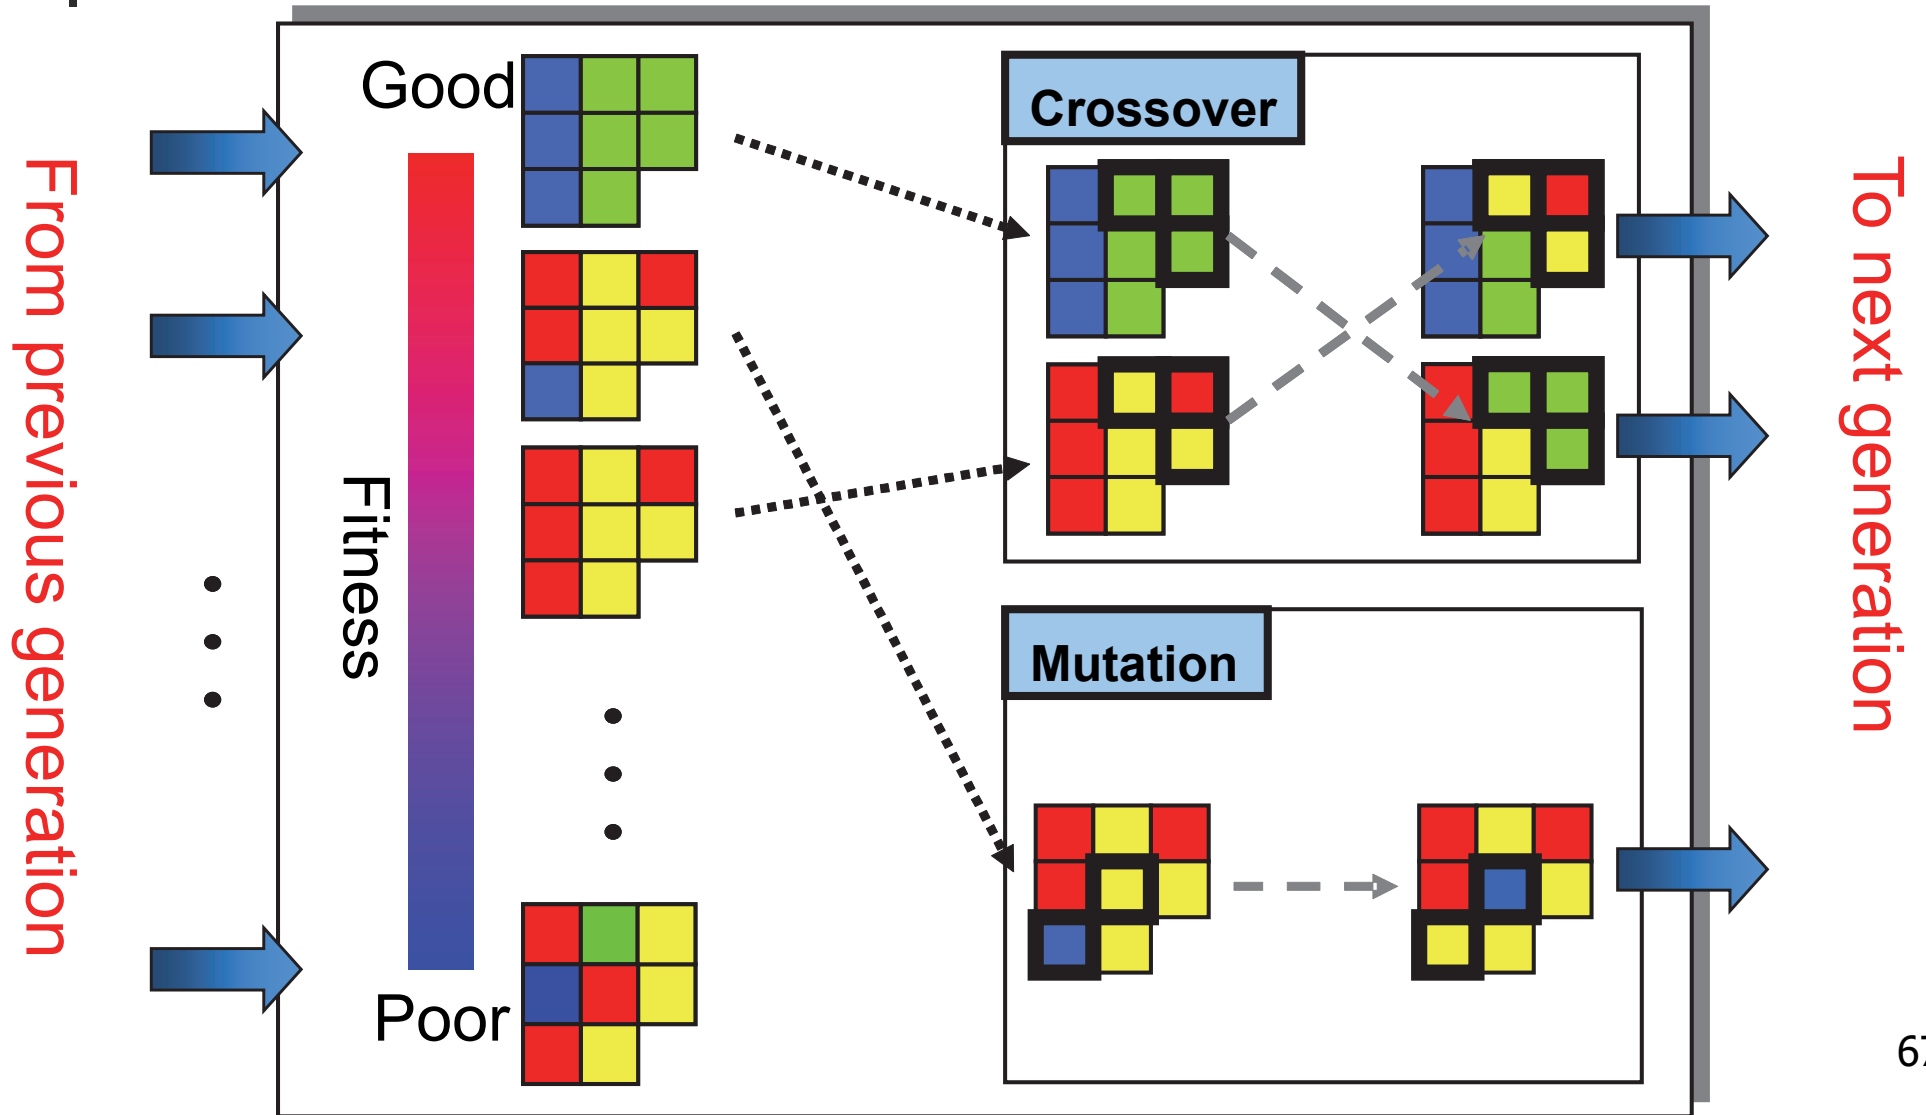 From previous generation
Good
Fitness
Poor
Crossover
Mutation
To next generation
67